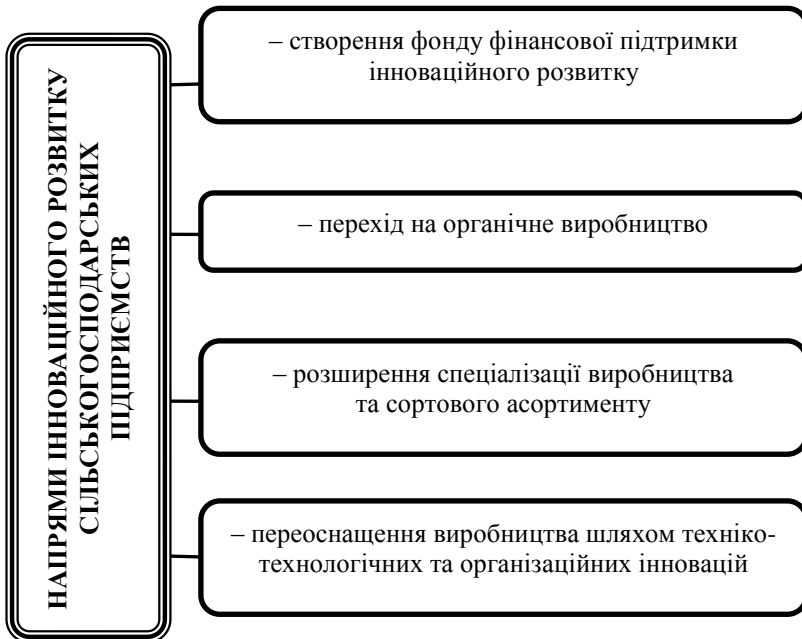 НАПРЯМИ ІННОВАЦІЙНОГО РОЗВИТКУ
СІЛЬСЬКОГОСПОДАРСЬКИХ
ПІДПРИЄМСТВ
– створення фонду фінансової підтримки
інноваційного розвитку
– перехід на органічне виробництво
– розширення спеціалізації виробництва
та сортового асортименту
– переоснащення виробництва шляхом техніко-
технологічних та організаційних інновацій